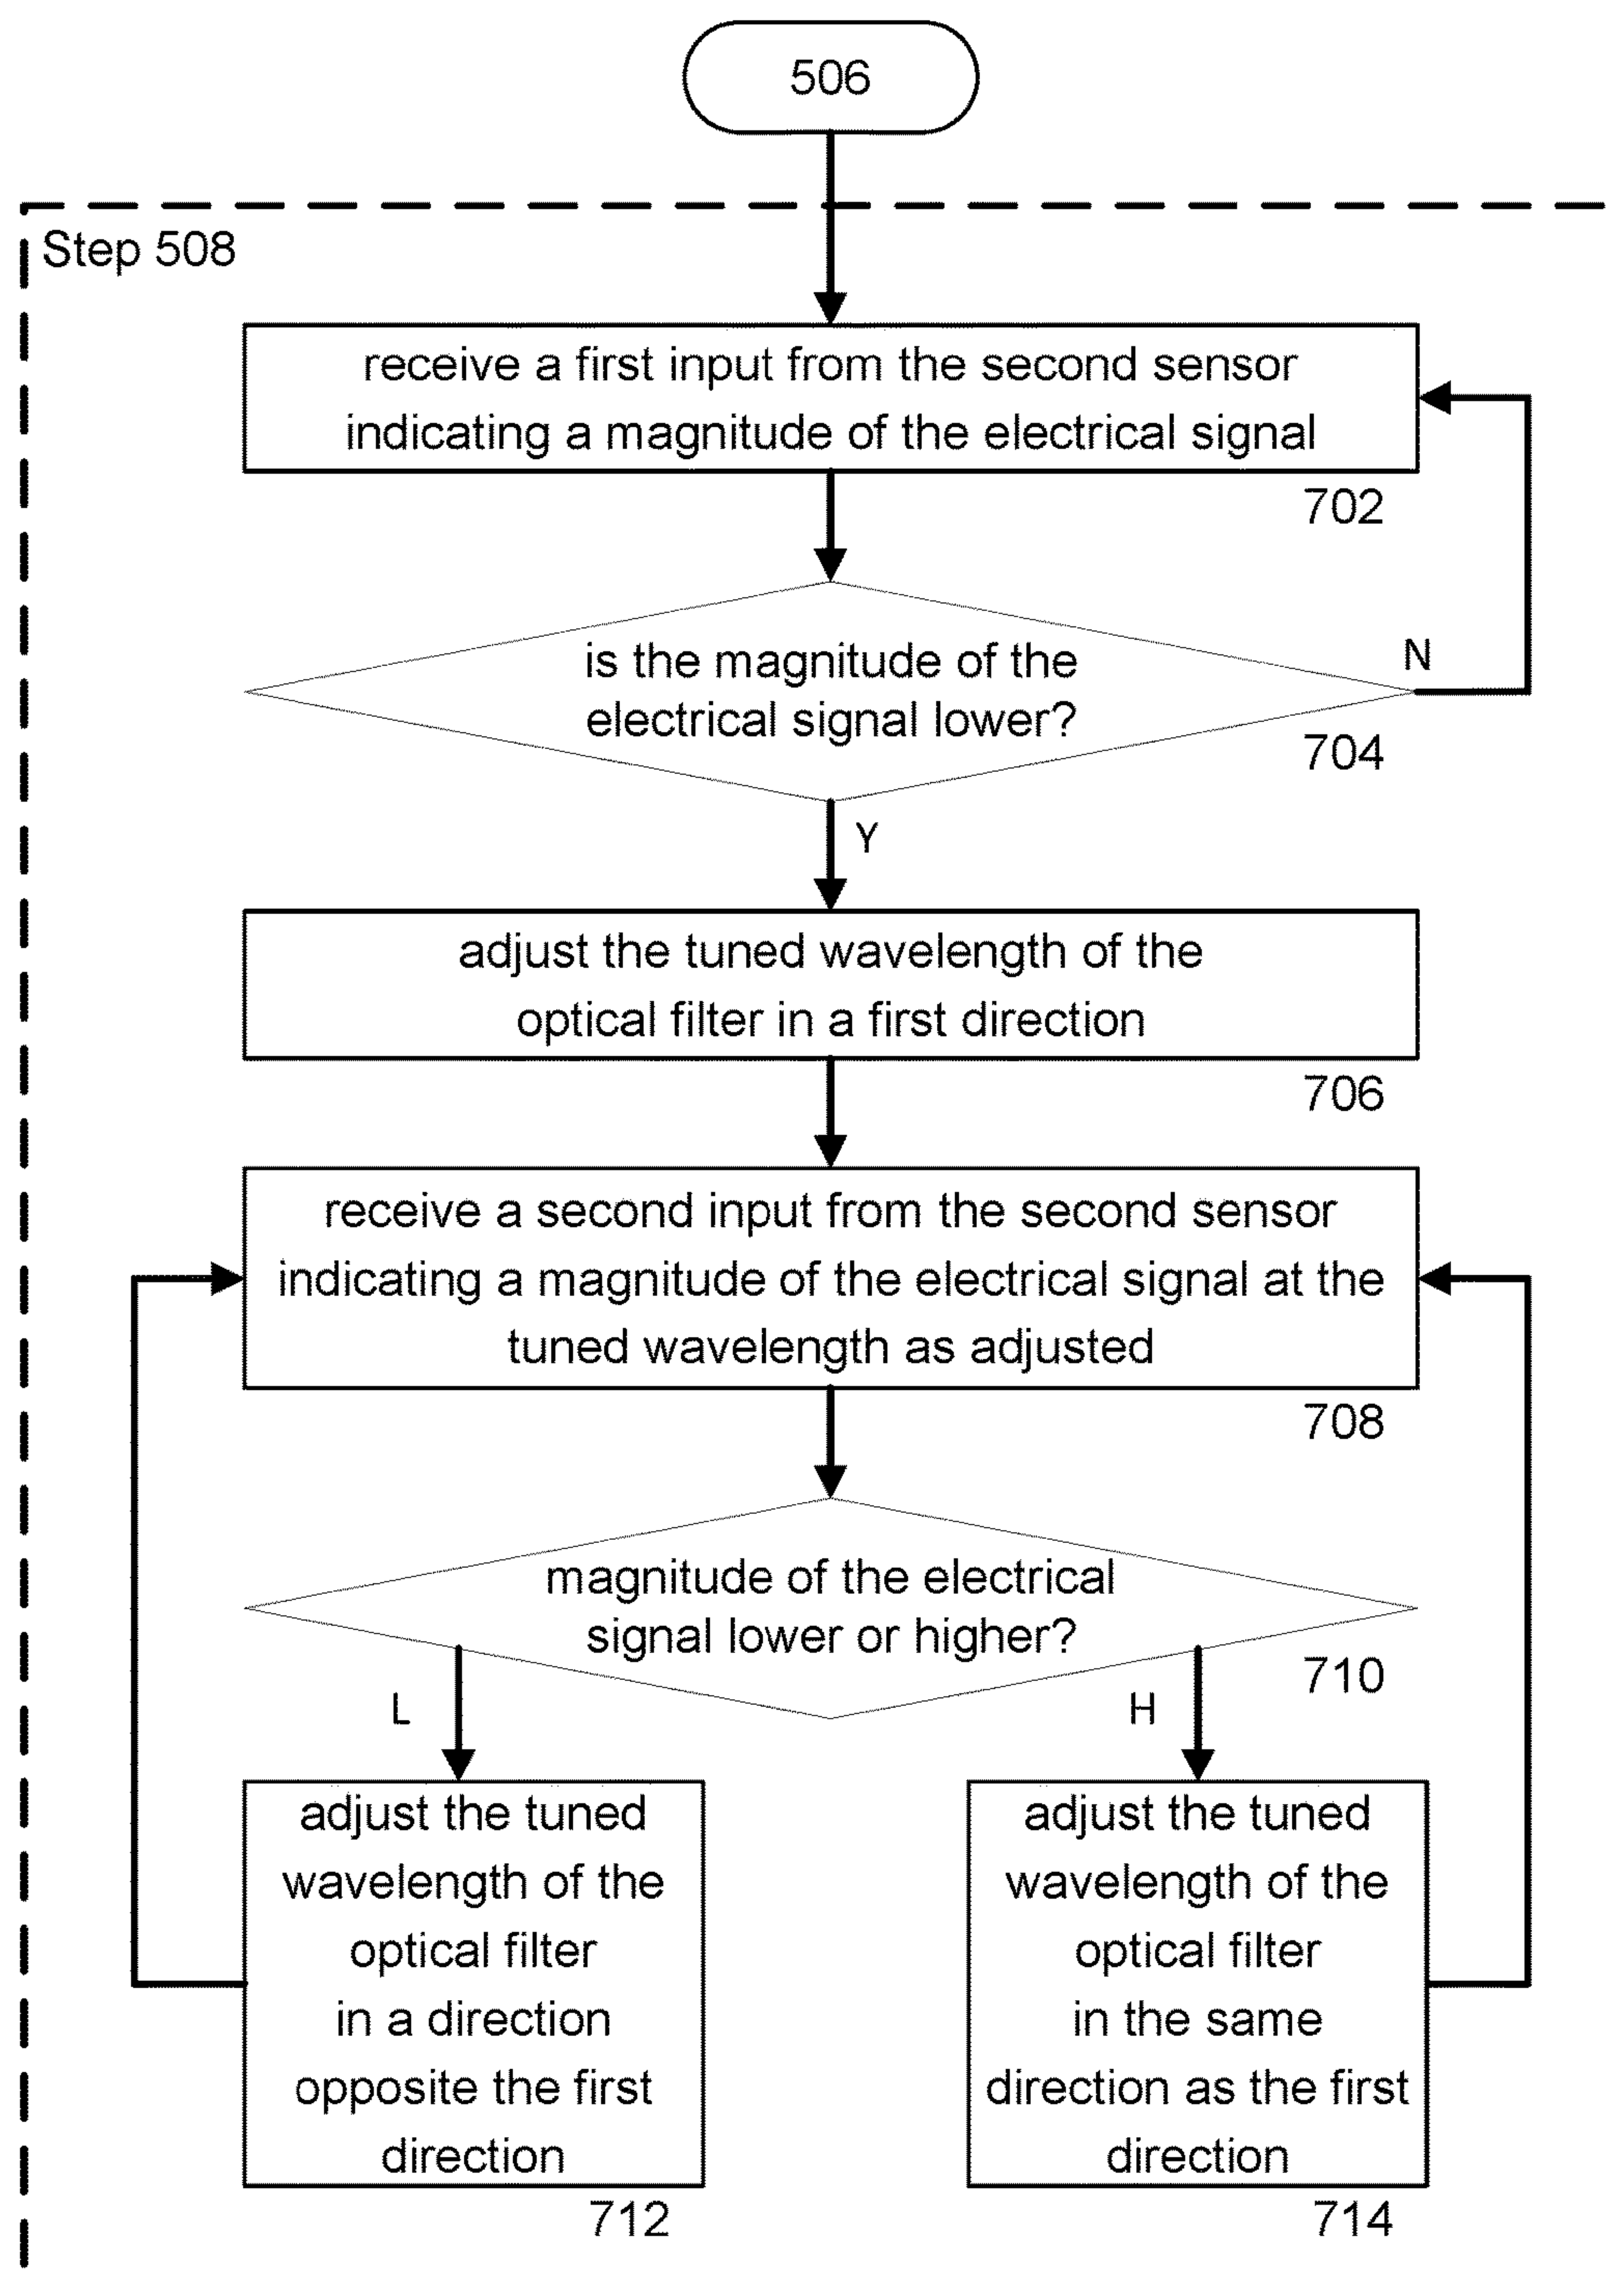 506
Step 508
receive a first input from the second sensor
indicating a magnitude of the electrical signal
702
is the magnitude of the
electrical signal lower?
N
704
Y
adjust the tuned wavelength of the
optical filter in a first direction
706
receive a second input from the second sensor
indicating a magnitude of the electrical signal at the
tuned wavelength as adjusted
708
magnitude of the electrical
signal lower or higher?
710
L
H
adjust the tuned
wavelength of the
optical filter
in a direction
opposite the first
direction
712
adjust the tuned
wavelength of the
optical filter
in the same
direction as the first
direction
714